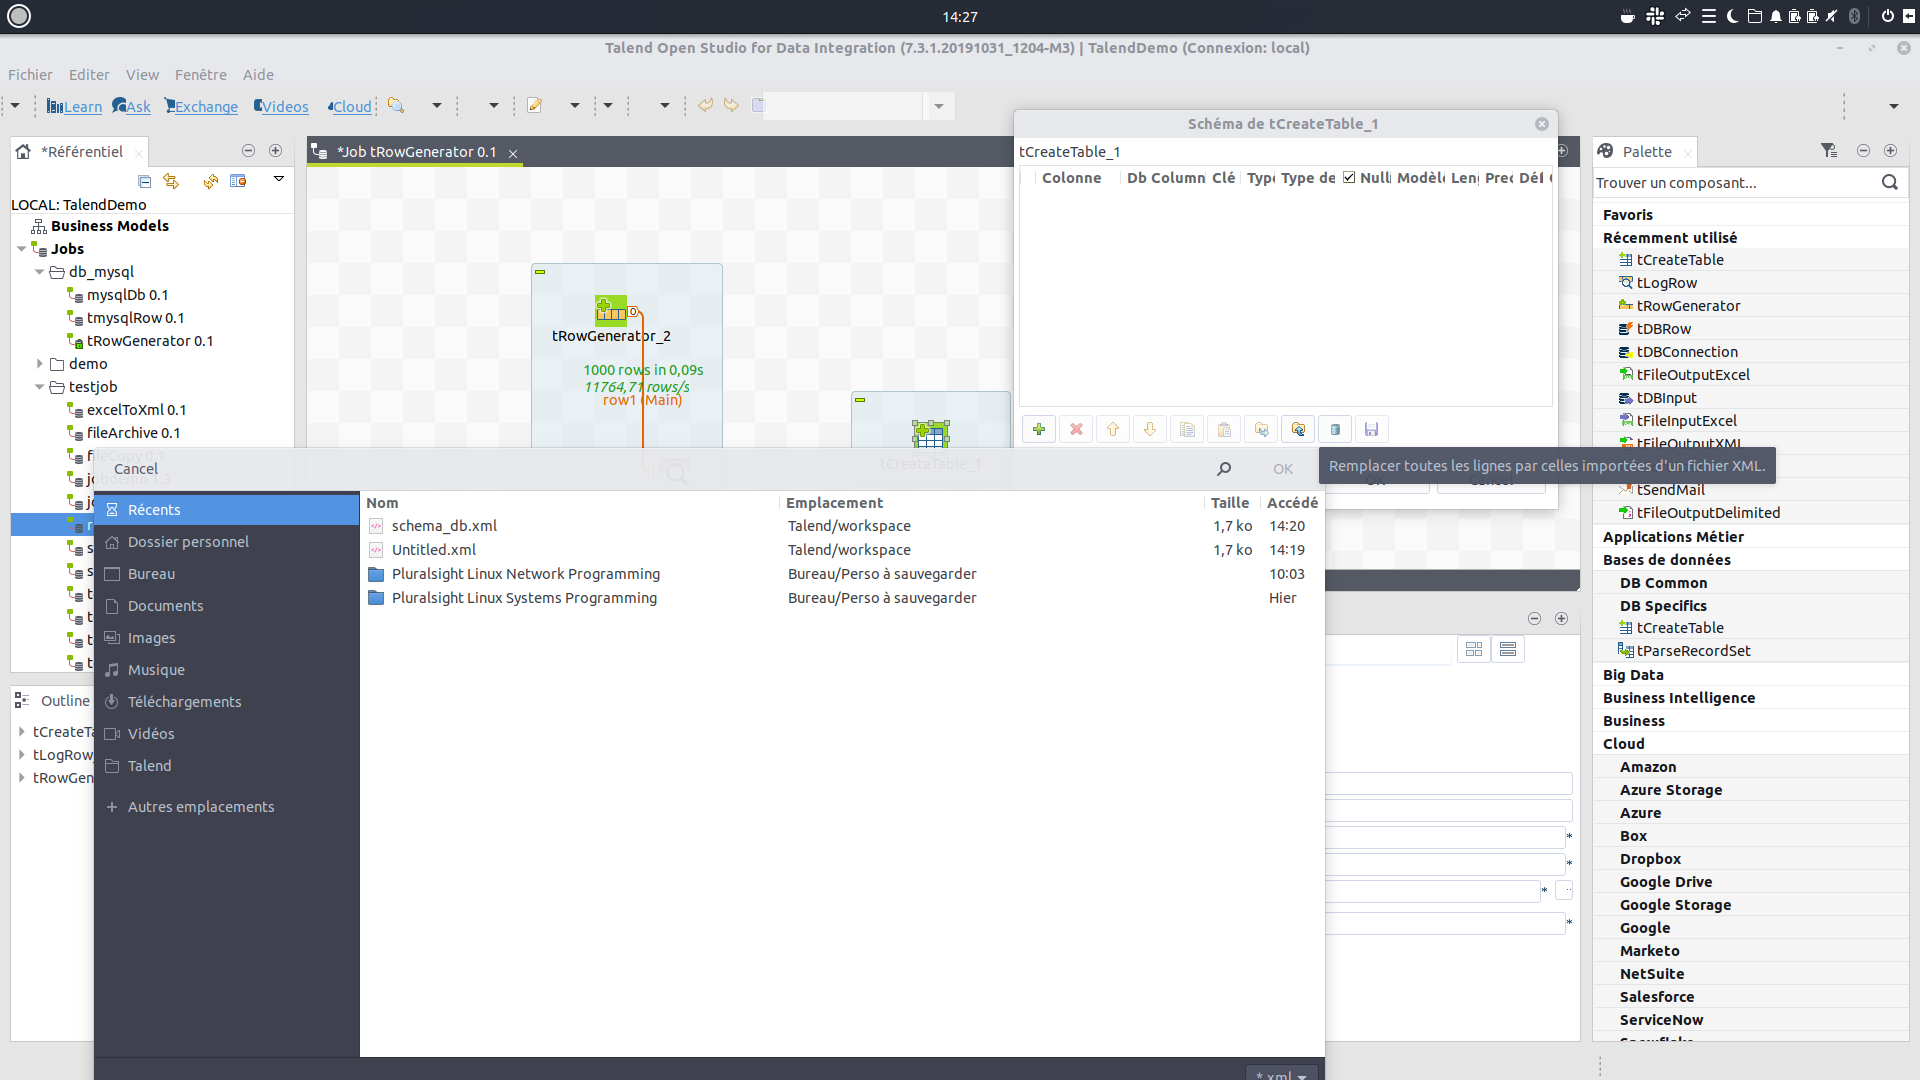 14:27
Talend Open Studio for Data Integration (7.3.1.20191031_1204-M3) | TalendDemo (Connexion: local)
Fichier Editer View Fenêtre Aide
Learn Ask Exchange Videos Cloud
*Référentiel
LOCAL: TalendDemo
Business Models
Jobs
db_mysql
mysqlDb 0.1
tmysqlRow 0.1
tRowGenerator 0.1
demo
testjob
excelToXml 0.1
fileArchive 0.1
Outline
tCreateTa
tLogRow
tRowGen
*Job tRowGenerator 0.1
tRowGenerator_2
1000 rows in 0,09s
11764,71 rows/s
row1 (Main)
tCreateTable_1
Schéma de tCreateTable_1
tCreateTable_1
Colonne Db Column Clé Type Type de Null Modèle Len Prec Déf
OK Cancel
Remplacer toutes les lignes par celles importées d'un fichier XML.
Cancel OK
Récents
Dossier personnel
Bureau
Documents
Images
Musique
Téléchargements
Vidéos
Talend
Autres emplacements
Nom Emplacement Taille Accédé
schema_db.xml Talend/workspace 1,7 ko 14:20
Untitled.xml Talend/workspace 1,7 ko 14:19
Pluralsight Linux Network Programming Bureau/Perso à sauvegarder 10:03
Pluralsight Linux Systems Programming Bureau/Perso à sauvegarder Hier
*.xml
Palette
Trouver un composant...
Favoris
Récemment utilisé
tCreateTable
tLogRow
tRowGenerator
tDBRow
tDBConnection
tFileOutputExcel
tDBInput
tFileInputExcel
tFileOutputXML
tSendMail
tFileOutputDelimited
Applications Métier
Bases de données
DB Common
DB Specifics
tCreateTable
tParseRecordSet
Big Data
Business Intelligence
Business
Cloud
Amazon
Azure Storage
Azure
Box
Dropbox
Google Drive
Google Storage
Google
Marketo
NetSuite
Salesforce
ServiceNow
Snowflake